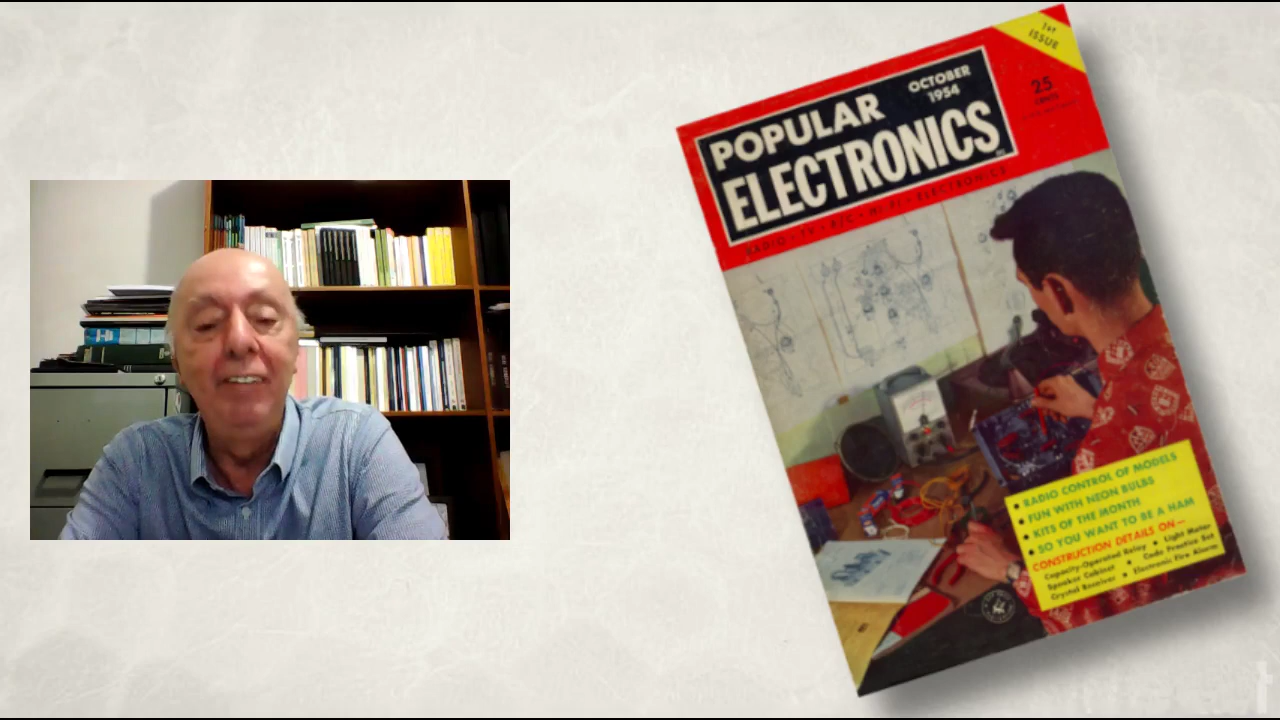 1ST
ISSUE
OCTOBER
1954
25
CENTS
POPULAR
ELECTRONICS
RADIO • TV • R/C • HI-FI • ELECTRONICS
• RADIO CONTROL OF MODELS
• FUN WITH NEON BULBS
• KITS OF THE MONTH
• SO YOU WANT TO BE A HAM
CONSTRUCTION DETAILS ON—
Capacity-Operated Relay • Light Meter
Speaker Cabinet • Code Practice Set
Crystal Receiver • Electronic Fire Alarm
t